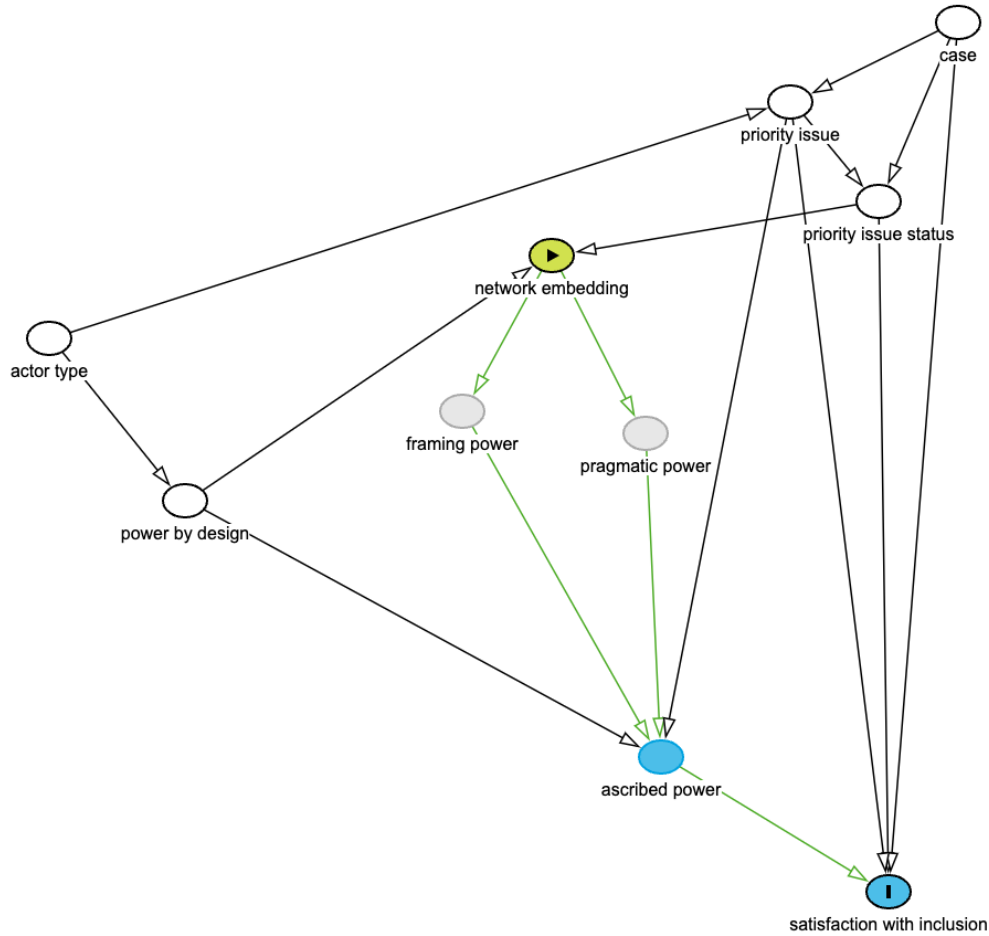 case
priority issue
priority issue status
network embedding
actor type
framing power
pragmatic power
power by design
ascribed power
satisfaction with inclusion